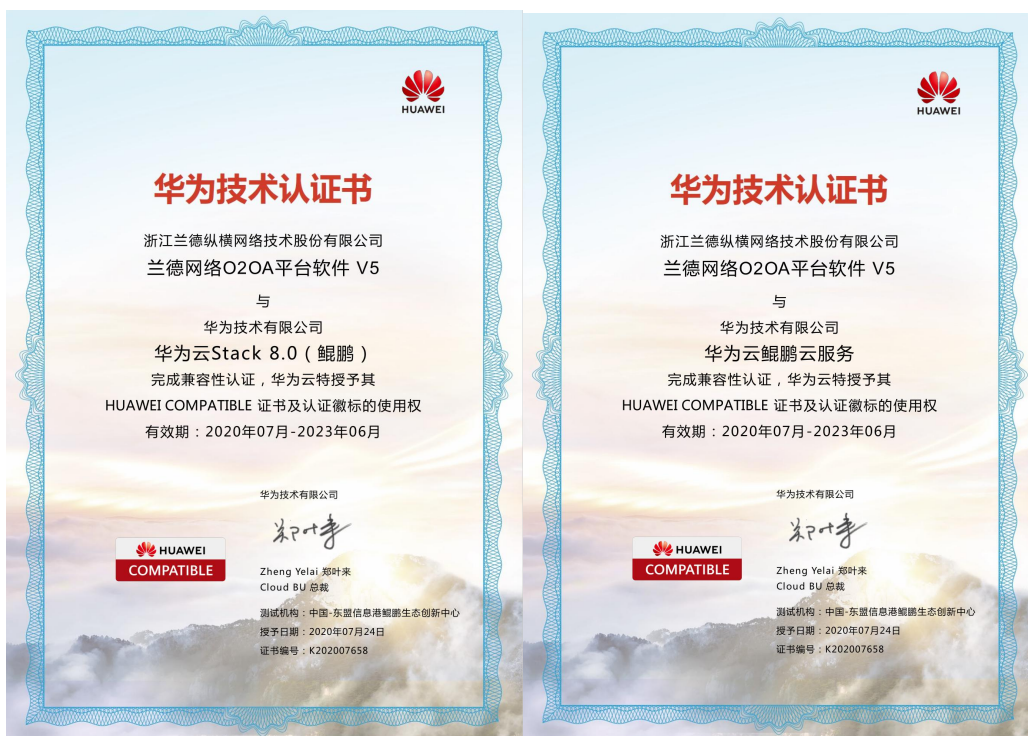 HUAWEI
华为技术认证书
浙江兰德纵横网络技术股份有限公司
兰德网络O2OA平台软件 V5
与
华为技术有限公司
华为云Stack 8.0（鲲鹏）
完成兼容性认证，华为云特授予其
HUAWEI COMPATIBLE 证书及认证徽标的使用权
有效期：2020年07月-2023年06月
华为技术有限公司
郑叶来
HUAWEI
COMPATIBLE
Zheng Yelai 郑叶来
Cloud BU 总裁
测试机构：中国-东盟信息港鲲鹏生态创新中心
授予日期：2020年07月24日
证书编号：K202007658
HUAWEI
华为技术认证书
浙江兰德纵横网络技术股份有限公司
兰德网络O2OA平台软件 V5
与
华为技术有限公司
华为云鲲鹏云服务
完成兼容性认证，华为云特授予其
HUAWEI COMPATIBLE 证书及认证徽标的使用权
有效期：2020年07月-2023年06月
华为技术有限公司
郑叶来
HUAWEI
COMPATIBLE
Zheng Yelai 郑叶来
Cloud BU 总裁
测试机构：中国-东盟信息港鲲鹏生态创新中心
授予日期：2020年07月24日
证书编号：K202007658